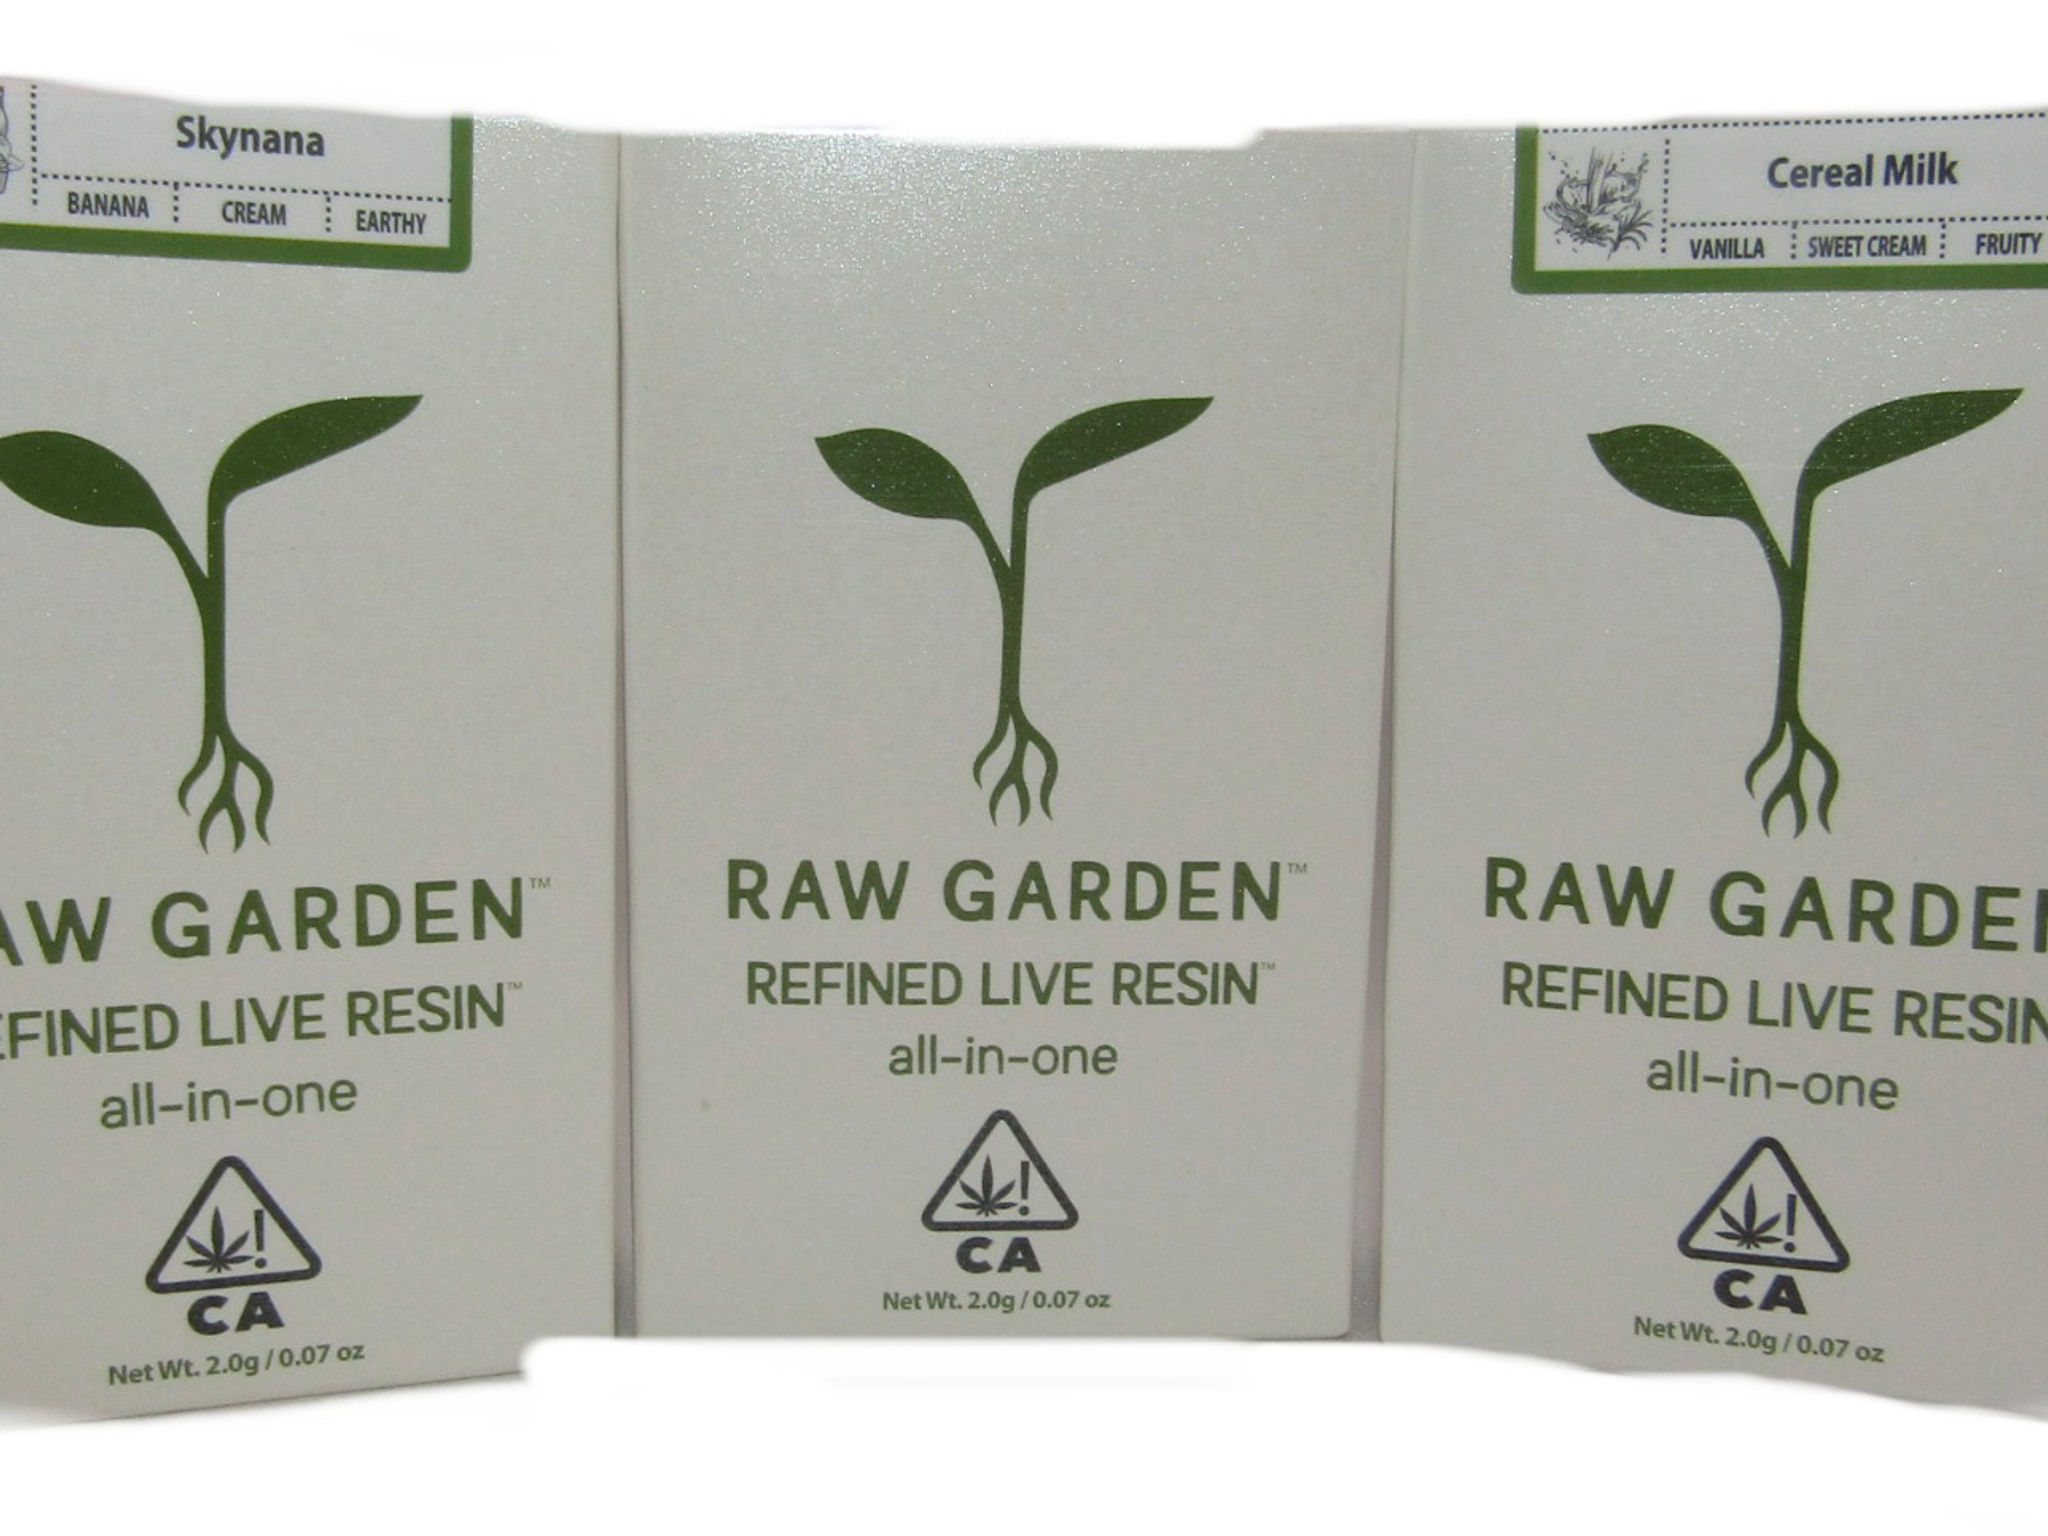 Skynana
BANANA CREAM EARTHY
AW GARDEN™
EFINED LIVE RESIN™
all-in-one
CA
Net Wt. 2.0g / 0.07 oz
RAW GARDEN™
REFINED LIVE RESIN™
all-in-one
!
CA
Net Wt. 2.0g / 0.07 oz
Cereal Milk
VANILLA SWEET CREAM FRUITY
RAW GARDEN
REFINED LIVE RESIN
all-in-one
CA
Net Wt. 2.0g / 0.07 oz